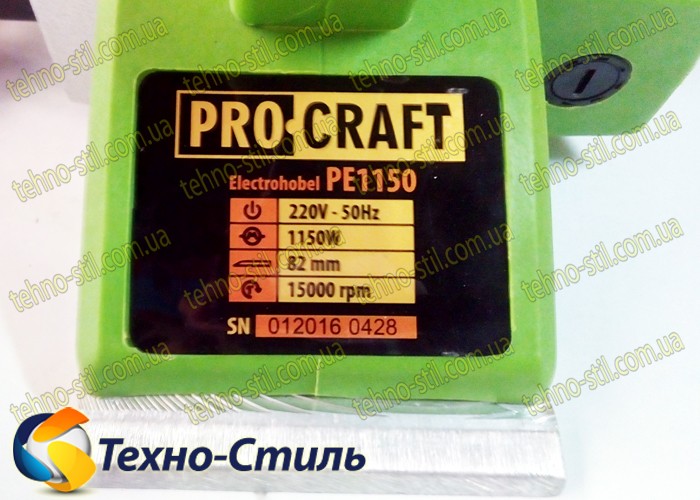 PRO·CRAFT
Electrohobel PE1150
220V - 50Hz
1150W
82 mm
15000 rpm
SN 012016 0428
tehno-stil.com.ua
Техно-Стиль